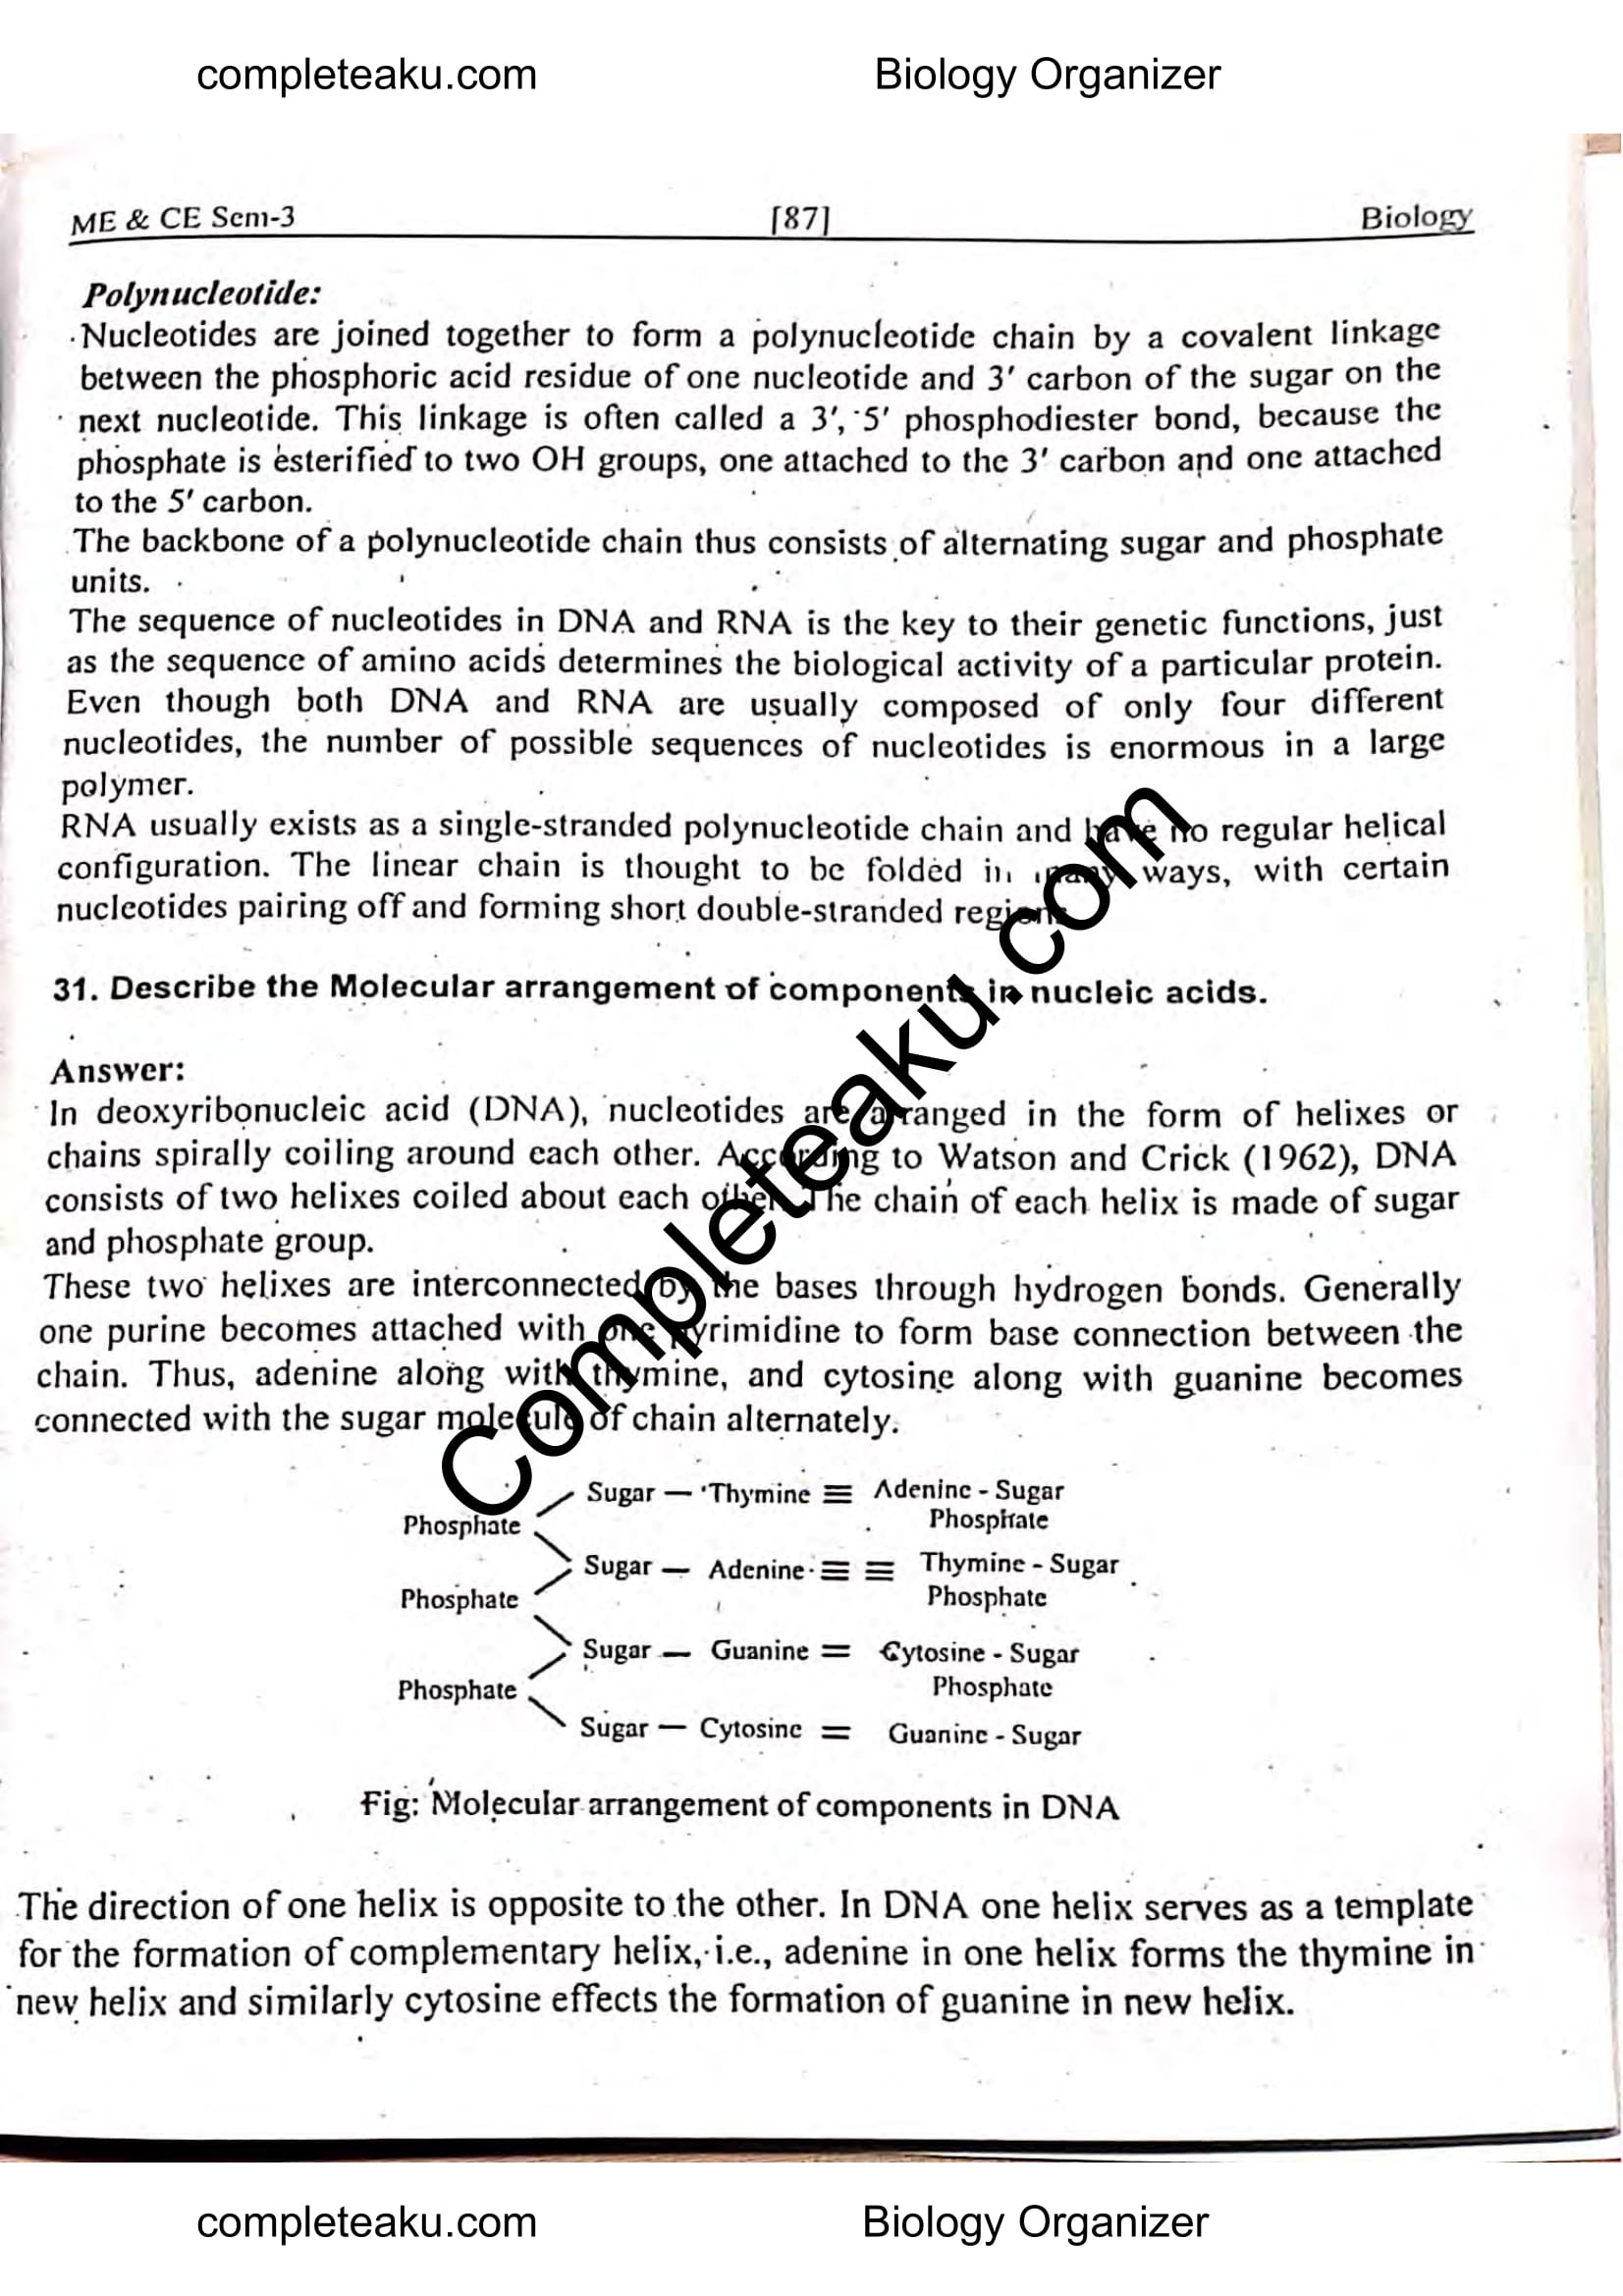 completeaku.com Biology Organizer
ME & CE Sem-3 [87] Biology
Polynucleotide:
Nucleotides are joined together to form a polynucleotide chain by a covalent linkage
between the phosphoric acid residue of one nucleotide and 3′ carbon of the sugar on the
next nucleotide. This linkage is often called a 3′, 5′ phosphodiester bond, because the
phosphate is esterified to two OH groups, one attached to the 3′ carbon and one attached
to the 5′ carbon.
The backbone of a polynucleotide chain thus consists of alternating sugar and phosphate
units.
The sequence of nucleotides in DNA and RNA is the key to their genetic functions, just
as the sequence of amino acids determines the biological activity of a particular protein.
Even though both DNA and RNA are usually composed of only four different
nucleotides, the number of possible sequences of nucleotides is enormous in a large
polymer.
RNA usually exists as a single-stranded polynucleotide chain and have no regular helical
configuration. The linear chain is thought to be folded in many ways, with certain
nucleotides pairing off and forming short double-stranded regions
31. Describe the Molecular arrangement of components in nucleic acids.
Answer:
In deoxyribonucleic acid (DNA), nucleotides are arranged in the form of helixes or
chains spirally coiling around each other. According to Watson and Crick (1962), DNA
consists of two helixes coiled about each other. The chain of each helix is made of sugar
and phosphate group.
These two helixes are interconnected by the bases through hydrogen bonds. Generally
one purine becomes attached with one pyrimidine to form base connection between the
chain. Thus, adenine along with thymine, and cytosine along with guanine becomes
connected with the sugar molecule of chain alternately.
Sugar — Thymine ≡ Adenine - Sugar
Phosphate Phosphate
Sugar — Adenine ≡ ≡ Thymine - Sugar
Phosphate Phosphate
Sugar — Guanine = Cytosine - Sugar
Phosphate Phosphate
Sugar — Cytosine = Guanine - Sugar
Fig: Molecular arrangement of components in DNA
The direction of one helix is opposite to the other. In DNA one helix serves as a template
for the formation of complementary helix, i.e., adenine in one helix forms the thymine in
new helix and similarly cytosine effects the formation of guanine in new helix.
Completeaku.com
completeaku.com Biology Organizer